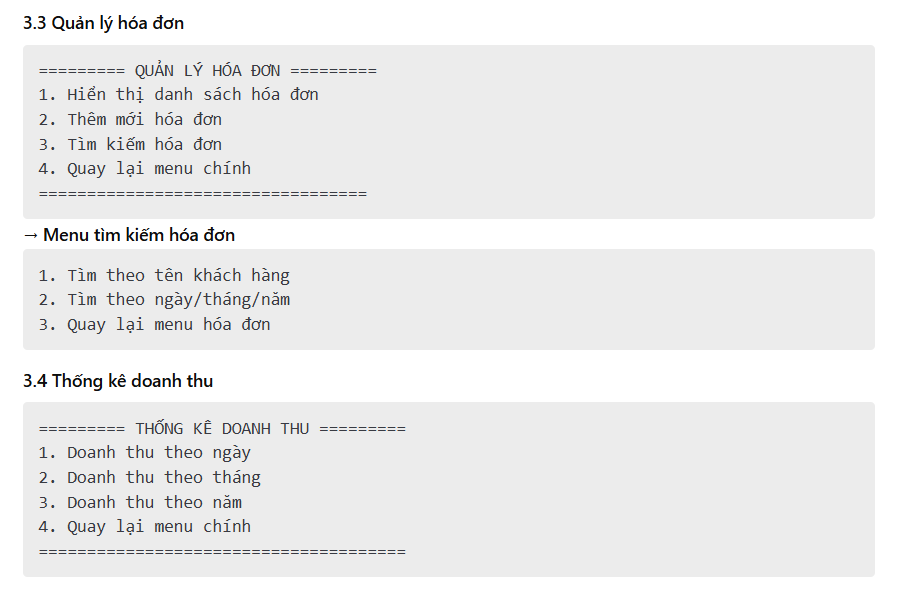 3.3 Quản lý hóa đơn
========= QUẢN LÝ HÓA ĐƠN =========
1. Hiển thị danh sách hóa đơn
2. Thêm mới hóa đơn
3. Tìm kiếm hóa đơn
4. Quay lại menu chính
==================================
→ Menu tìm kiếm hóa đơn
1. Tìm theo tên khách hàng
2. Tìm theo ngày/tháng/năm
3. Quay lại menu hóa đơn
3.4 Thống kê doanh thu
========= THỐNG KÊ DOANH THU =========
1. Doanh thu theo ngày
2. Doanh thu theo tháng
3. Doanh thu theo năm
4. Quay lại menu chính
======================================